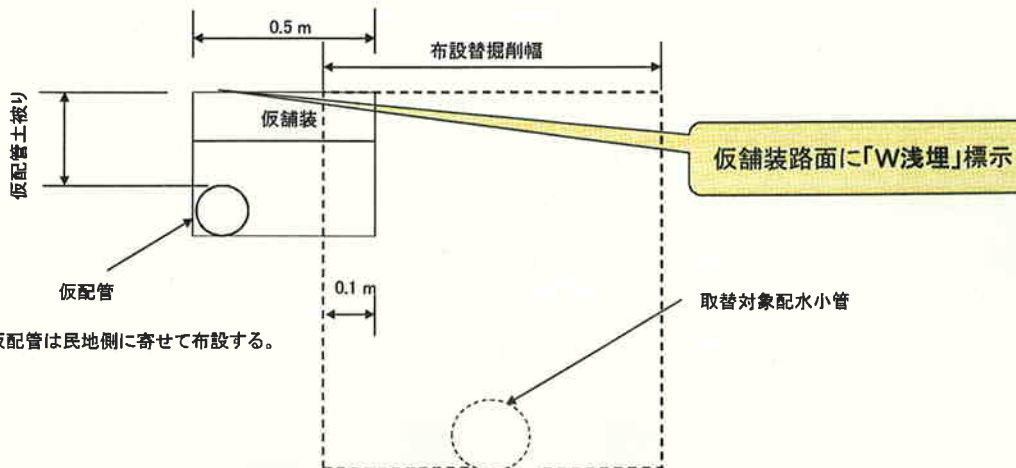 0.5 m
布設替掘削幅
仮配管土被り
仮舗装
仮舗装路面に「W浅埋」標示
仮配管
0.1 m
取替対象配水小管
仮配管は民地側に寄せて布設する。